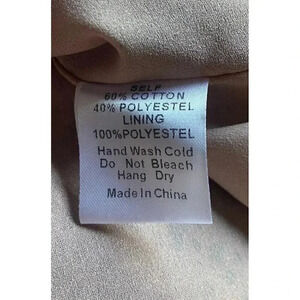 SELF
60% COTTON
40% POLYESTEL
LINING
100%POLYESTEL
Hand Wash Cold
Do Not Bleach
Hang Dry
Made In China